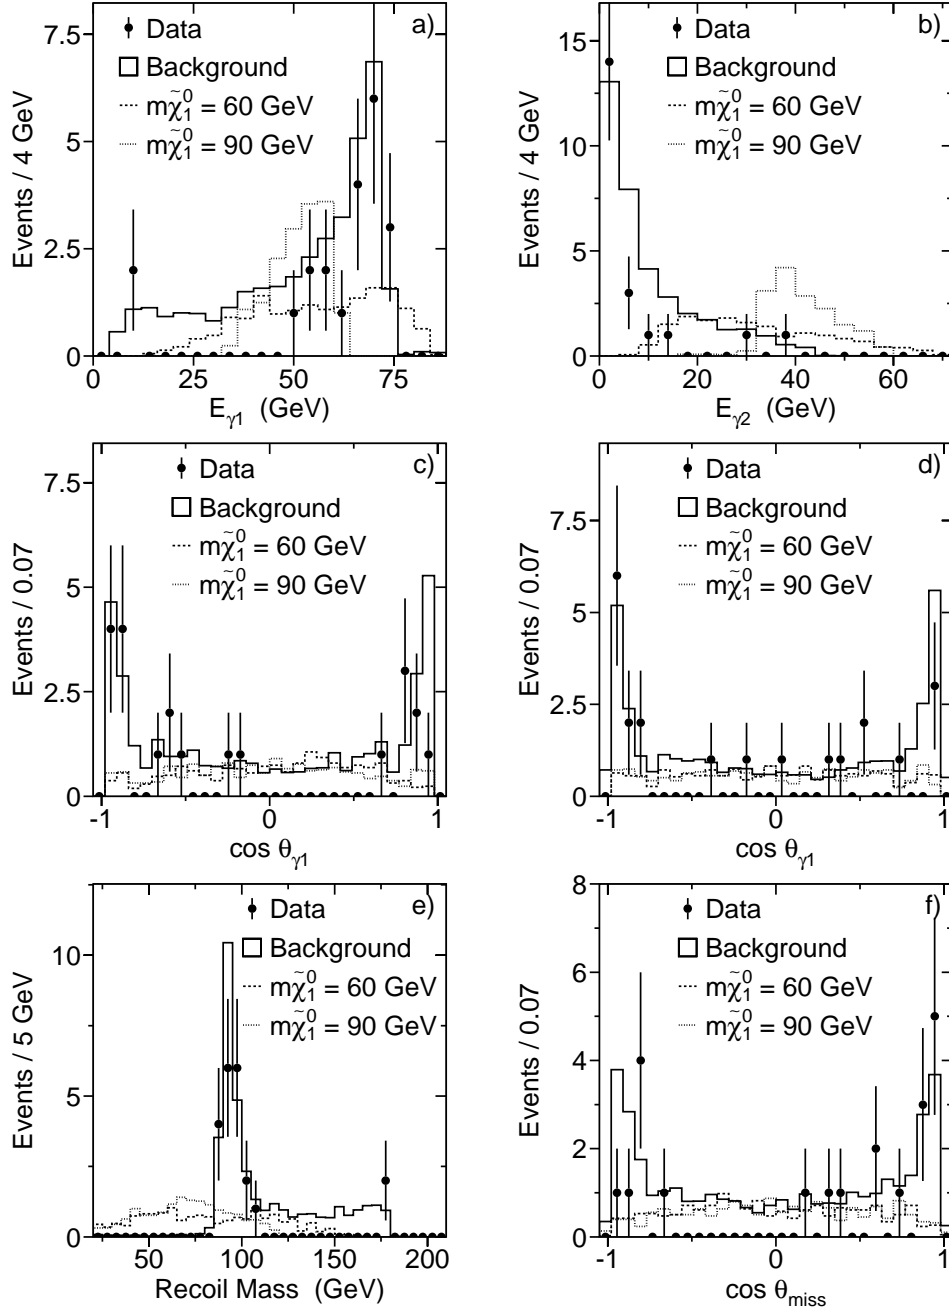 a)
Data
Background
mχ̃⁰₁ = 60 GeV
mχ̃⁰₁ = 90 GeV
Events / 4 GeV
7.5
5
2.5
0
0 25 50 75
E_γ1 (GeV)
b)
Data
Background
mχ̃⁰₁ = 60 GeV
mχ̃⁰₁ = 90 GeV
Events / 4 GeV
15
10
5
0
0 20 40 60
E_γ2 (GeV)
c)
Data
Background
mχ̃⁰₁ = 60 GeV
mχ̃⁰₁ = 90 GeV
Events / 0.07
7.5
5
2.5
0
-1 0 1
cos θ_γ1
d)
Data
Background
mχ̃⁰₁ = 60 GeV
mχ̃⁰₁ = 90 GeV
Events / 0.07
7.5
5
2.5
0
-1 0 1
cos θ_γ1
e)
Data
Background
mχ̃⁰₁ = 60 GeV
mχ̃⁰₁ = 90 GeV
Events / 5 GeV
10
5
0
50 100 150 200
Recoil Mass (GeV)
f)
Data
Background
mχ̃⁰₁ = 60 GeV
mχ̃⁰₁ = 90 GeV
Events / 0.07
8
6
4
2
0
-1 0 1
cos θ_miss